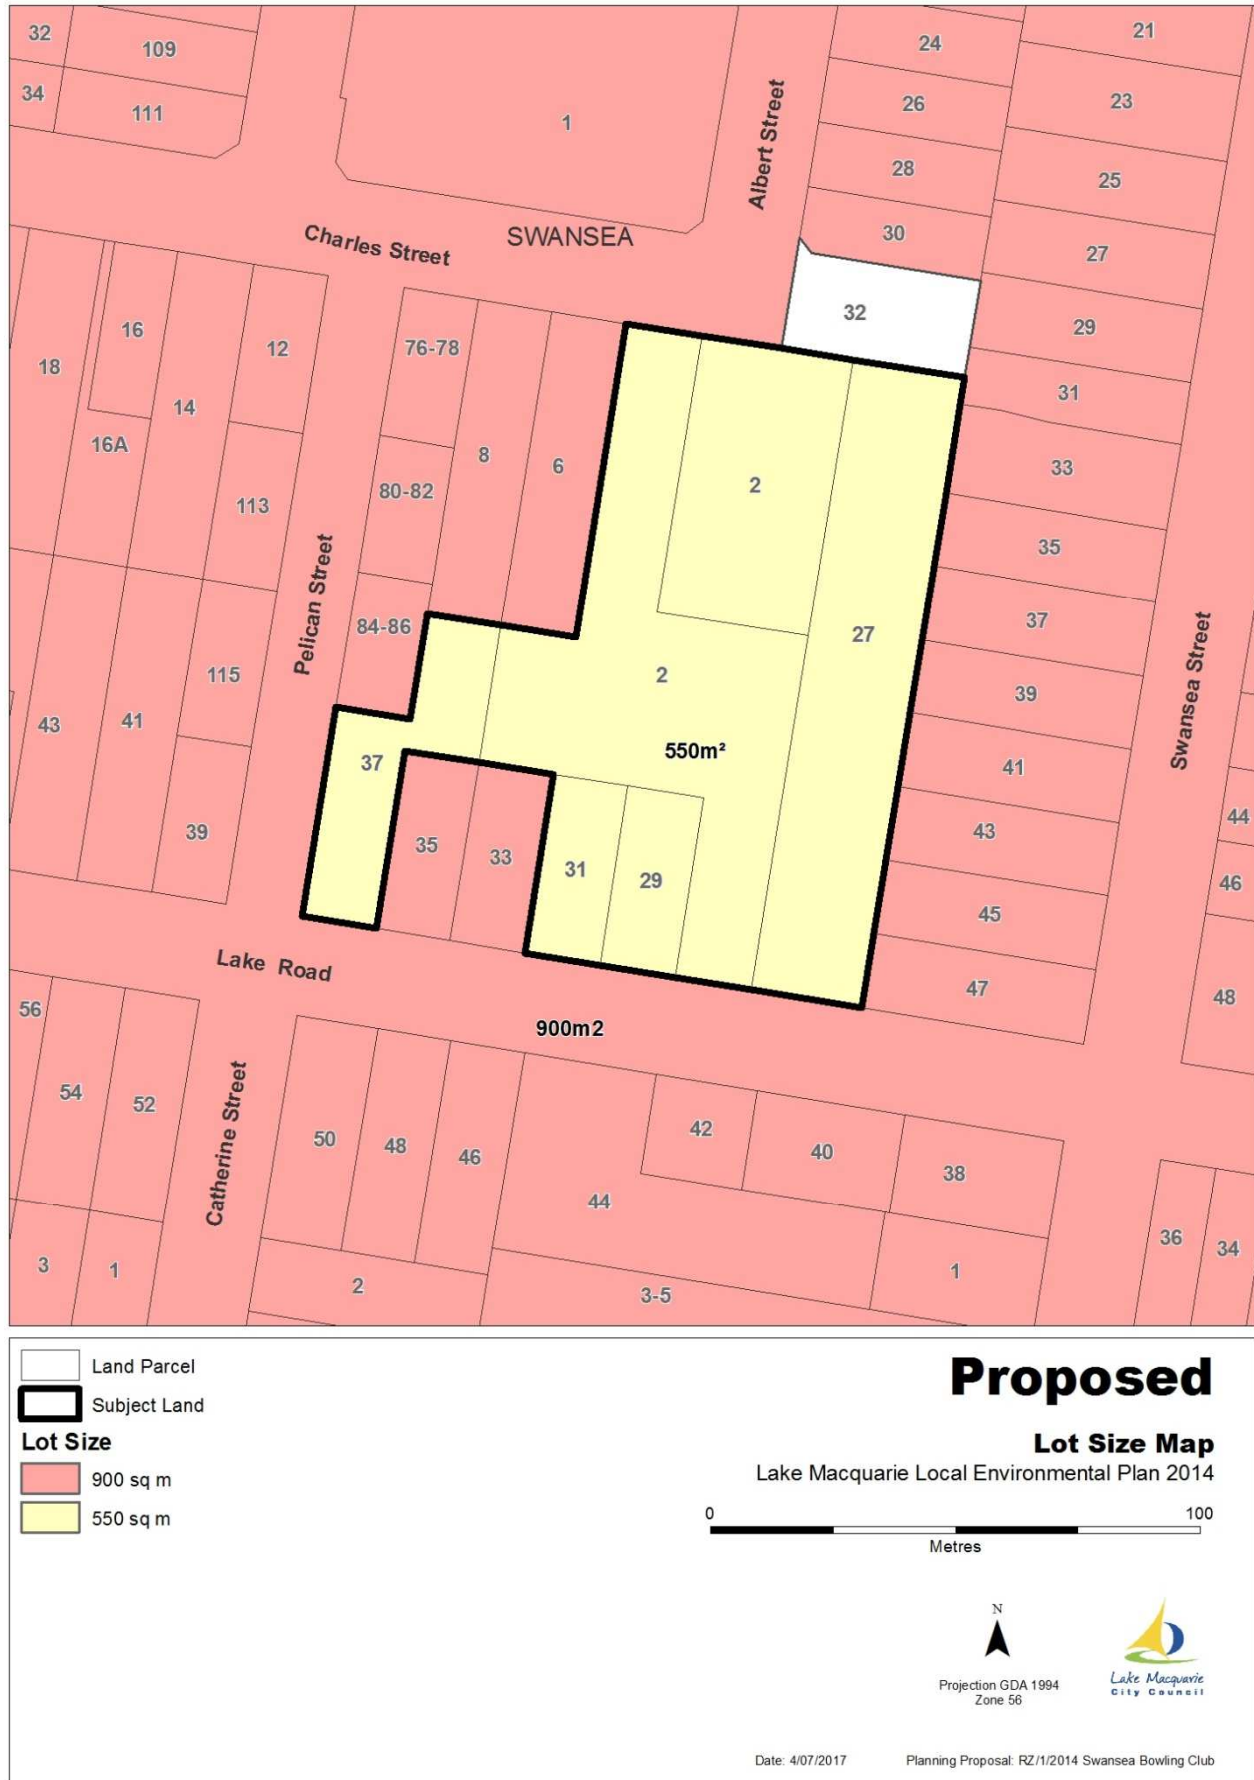 32
109
34
111
1
24
26
28
30
21
23
25
27
29
31
33
35
37
39
41
43
45
47
Albert Street
Charles Street
SWANSEA
32
18
16
16A
14
12
113
76-78
80-82
84-86
8
6
2
27
2
550m²
Pelican Street
Swansea Street
43
41
115
39
37
35
33
31
29
44
46
48
Lake Road
900m2
56
54
52
Catherine Street
50
48
46
42
40
38
44
36
34
3
1
2
3-5
1
Land Parcel
Subject Land
Lot Size
900 sq m
550 sq m
Proposed
Lot Size Map
Lake Macquarie Local Environmental Plan 2014
0 100
Metres
N
Projection GDA 1994
Zone 56
Lake Macquarie
City Council
Date: 4/07/2017 Planning Proposal: RZ/1/2014 Swansea Bowling Club